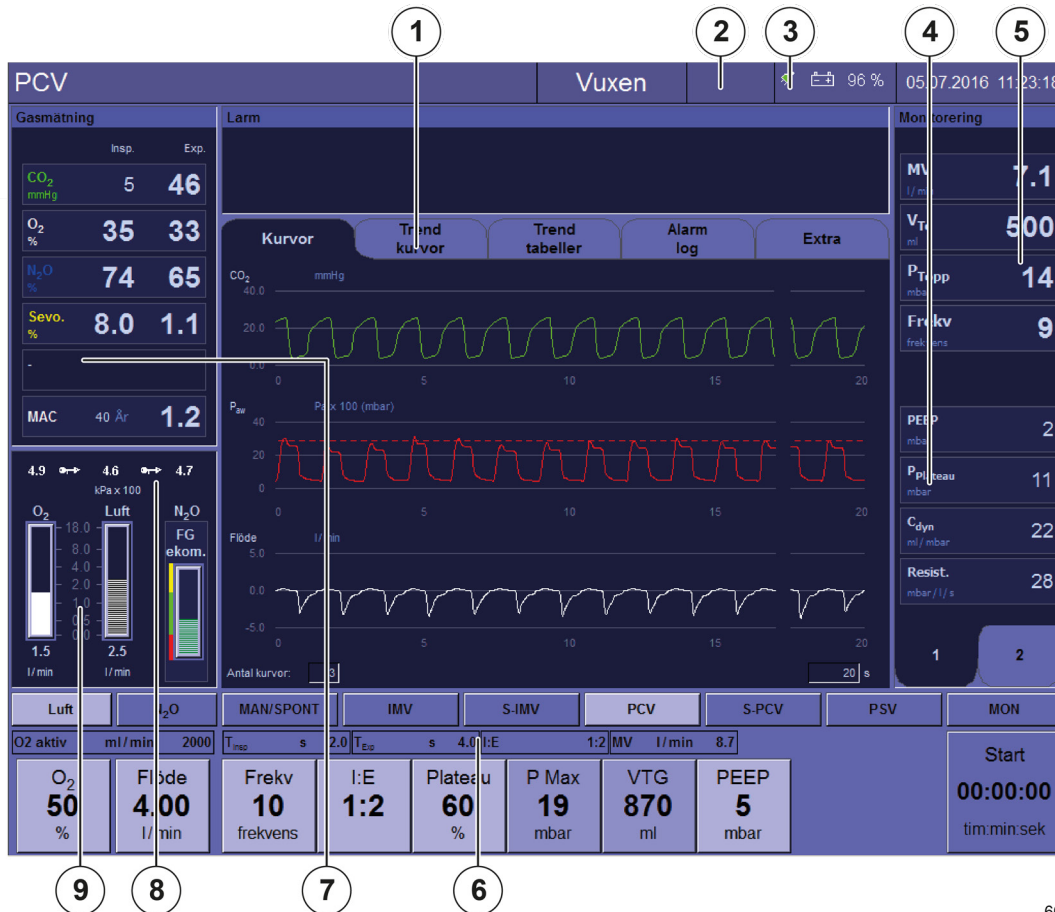 1 2 3 4 5
PCV Vuxen 96 % 05.07.2016 11:23:18
Gasmätning
Insp. Exp.
CO2 mmHg 5 46
O2 % 35 33
N2O % 74 65
Sevo. % 8.0 1.1
-
MAC 40 År 1.2
4.9 4.6 4.7
kPa x 100
O2 Luft N2O
18.0
8.0
4.0
2.0
1.0
0.5
0.0
FG
ekom.
1.5 2.5
l/min l/min
Larm
Kurvor
Trend kurvor
Trend tabeller
Alarm log
Extra
CO2 mmHg
40.0
20.0
0.0
0 5 10 15 20
Paw Pa x 100 (mbar)
40
20
0
0 5 10 15 20
Flöde l/min
5.0
0.0
-5.0
0 5 10 15 20
Antal kurvor: 3 20 s
Monitorering
MV l/min 7.1
ml 500
PTopp mbar 14
Frekv frekvens 9
PEEP mbar 2
PPlateau mbar 11
Cdyn ml/mbar 22
Resist. mbar/l/s 28
1 2
Luft N2O MAN/SPONT IMV S-IMV PCV S-PCV PSV MON
O2 aktiv ml/min 2000 TInsp s 2.0 TExp s 4.0 I:E 1:2 MV l/min 8.7
O2 50 %
Flöde 4.00 l/min
Frekv 10 frekvens
I:E 1:2
Plateau 60 %
P Max 19 mbar
VTG 870 ml
PEEP 5 mbar
Start
00:00:00
tim:min:sek
9 8 7 6